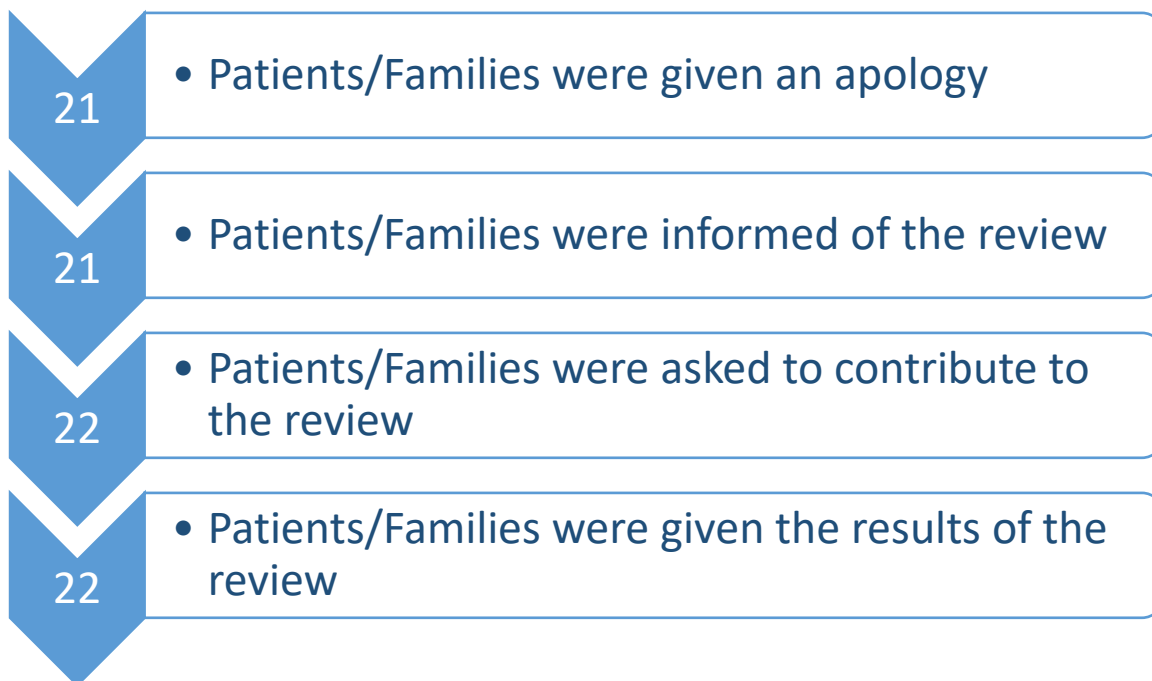 21
• Patients/Families were given an apology
21
• Patients/Families were informed of the review
22
• Patients/Families were asked to contribute to
the review
22
• Patients/Families were given the results of the
review